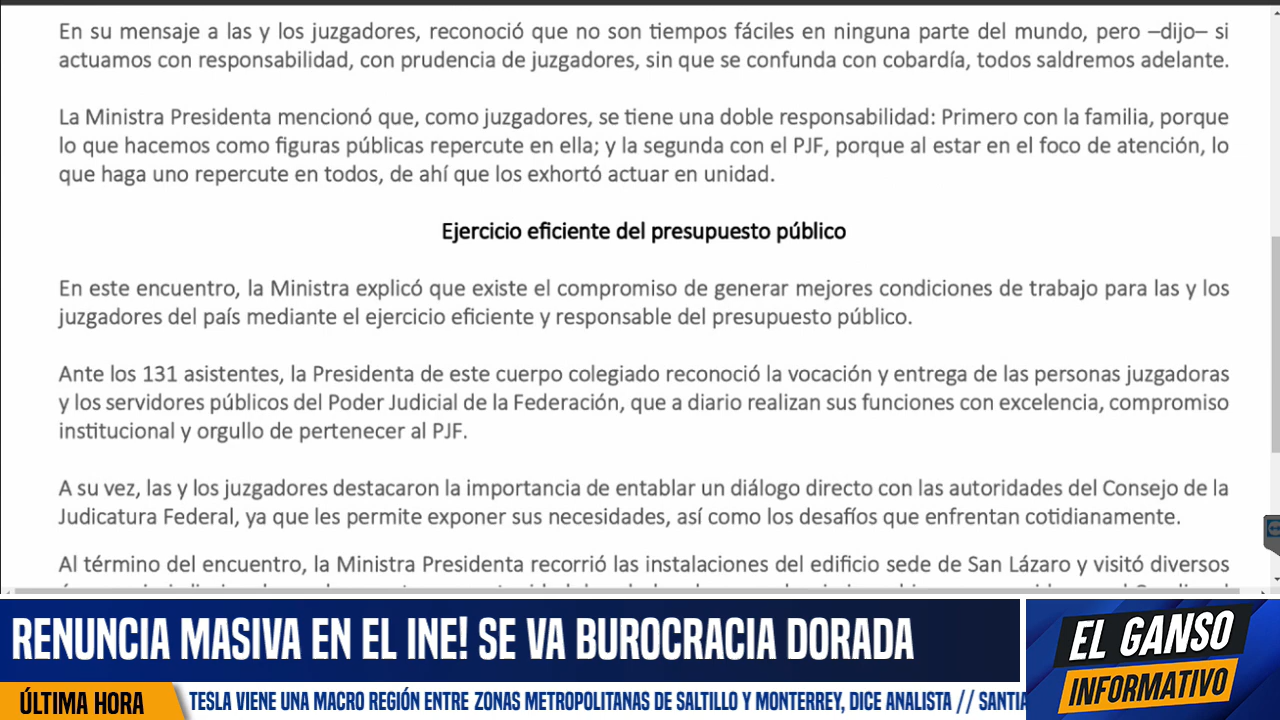 En su mensaje a las y los juzgadores, reconoció que no son tiempos fáciles en ninguna parte del mundo, pero –dijo– si
actuamos con responsabilidad, con prudencia de juzgadores, sin que se confunda con cobardía, todos saldremos adelante.
La Ministra Presidenta mencionó que, como juzgadores, se tiene una doble responsabilidad: Primero con la familia, porque
lo que hacemos como figuras públicas repercute en ella; y la segunda con el PJF, porque al estar en el foco de atención, lo
que haga uno repercute en todos, de ahí que los exhortó actuar en unidad.
Ejercicio eficiente del presupuesto público
En este encuentro, la Ministra explicó que existe el compromiso de generar mejores condiciones de trabajo para las y los
juzgadores del país mediante el ejercicio eficiente y responsable del presupuesto público.
Ante los 131 asistentes, la Presidenta de este cuerpo colegiado reconoció la vocación y entrega de las personas juzgadoras
y los servidores públicos del Poder Judicial de la Federación, que a diario realizan sus funciones con excelencia, compromiso
institucional y orgullo de pertenecer al PJF.
A su vez, las y los juzgadores destacaron la importancia de entablar un diálogo directo con las autoridades del Consejo de la
Judicatura Federal, ya que les permite exponer sus necesidades, así como los desafíos que enfrentan cotidianamente.
Al término del encuentro, la Ministra Presidenta recorrió las instalaciones del edificio sede de San Lázaro y visitó diversos
RENUNCIA MASIVA EN EL INE! SE VA BUROCRACIA DORADA
EL GANSO
INFORMATIVO
ÚLTIMA HORA
TESLA VIENE UNA MACRO REGIÓN ENTRE ZONAS METROPOLITANAS DE SALTILLO Y MONTERREY, DICE ANALISTA // SANTIA